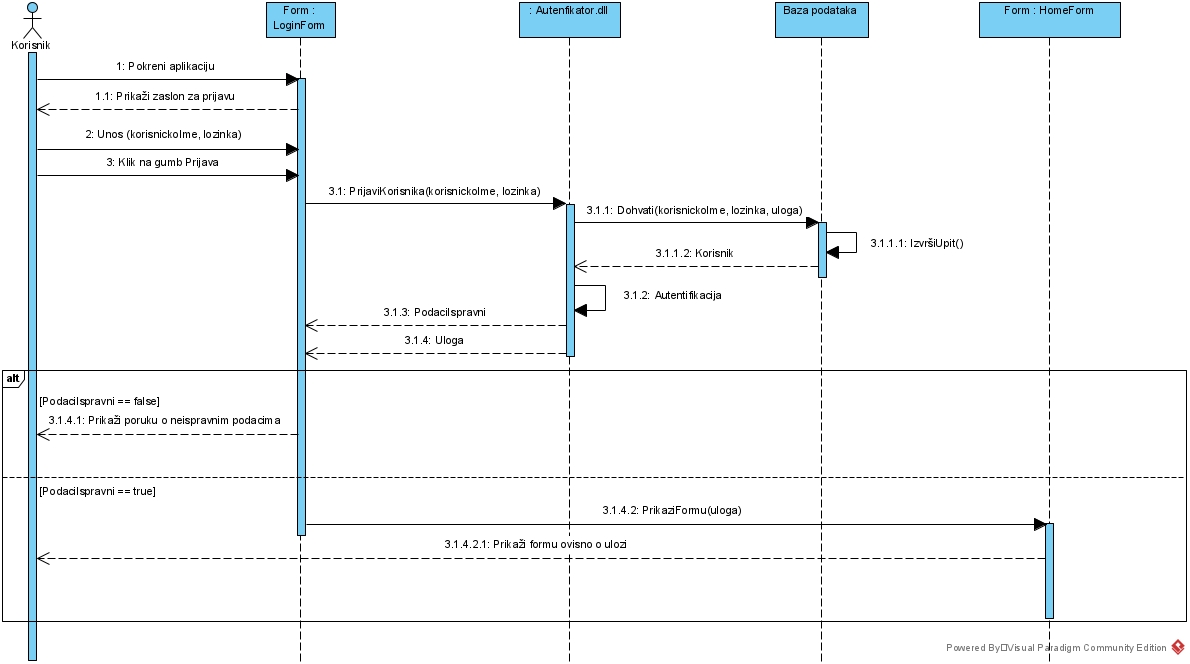 Form :
LoginForm
: Autenfikator.dll
Baza podataka
Form : HomeForm
Korisnik
1: Pokreni aplikaciju
1.1: Prikaži zaslon za prijavu
2: Unos (korisnickoIme, lozinka)
3: Klik na gumb Prijava
3.1: PrijaviKorisnika(korisnickoIme, lozinka)
3.1.1: Dohvati(korisnickoIme, lozinka, uloga)
3.1.1.1: IzvršiUpit()
3.1.1.2: Korisnik
3.1.2: Autentifikacija
3.1.3: PodaciIspravni
3.1.4: Uloga
alt
[PodaciIspravni == false]
3.1.4.1: Prikaži poruku o neispravnim podacima
[PodaciIspravni == true]
3.1.4.2: PrikaziFormu(uloga)
3.1.4.2.1: Prikaži formu ovisno o ulozi
Powered By Visual Paradigm Community Edition